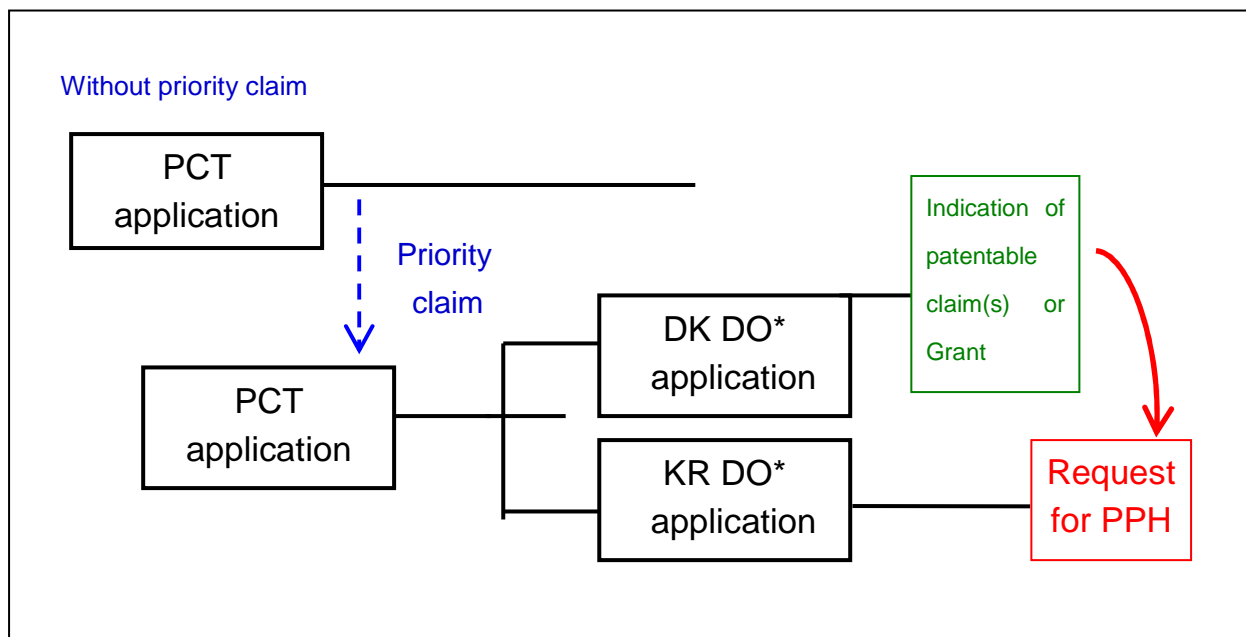 Without priority claim
PCT
application
Priority
claim
PCT
application
DK DO*
application
KR DO*
application
Indication of
patentable
claim(s) or
Grant
Request
for PPH